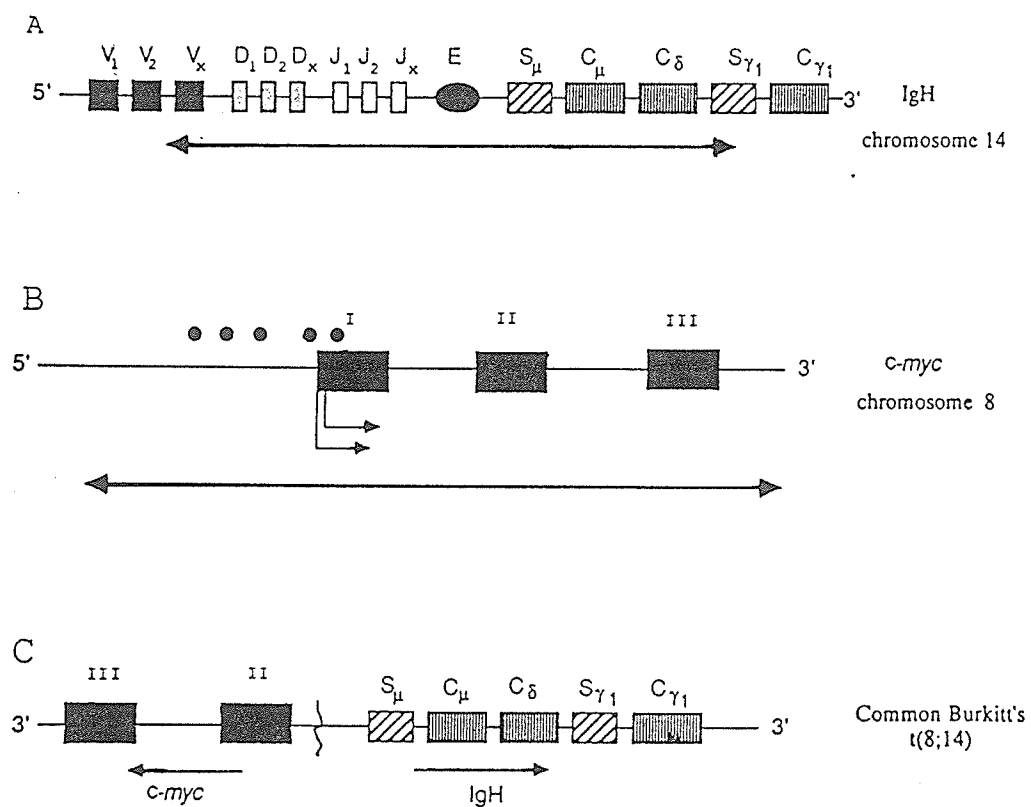 A
V₁ V₂ Vₓ D₁ D₂ Dₓ J₁ J₂ Jₓ E Sμ Cμ Cδ Sγ₁ Cγ₁
5' 3' IgH
chromosome 14
B
I II III
5' 3' c-myc
chromosome 8
C
III II Sμ Cμ Cδ Sγ₁ Cγ₁
3' 3' Common Burkitt's
t(8;14)
c-myc IgH